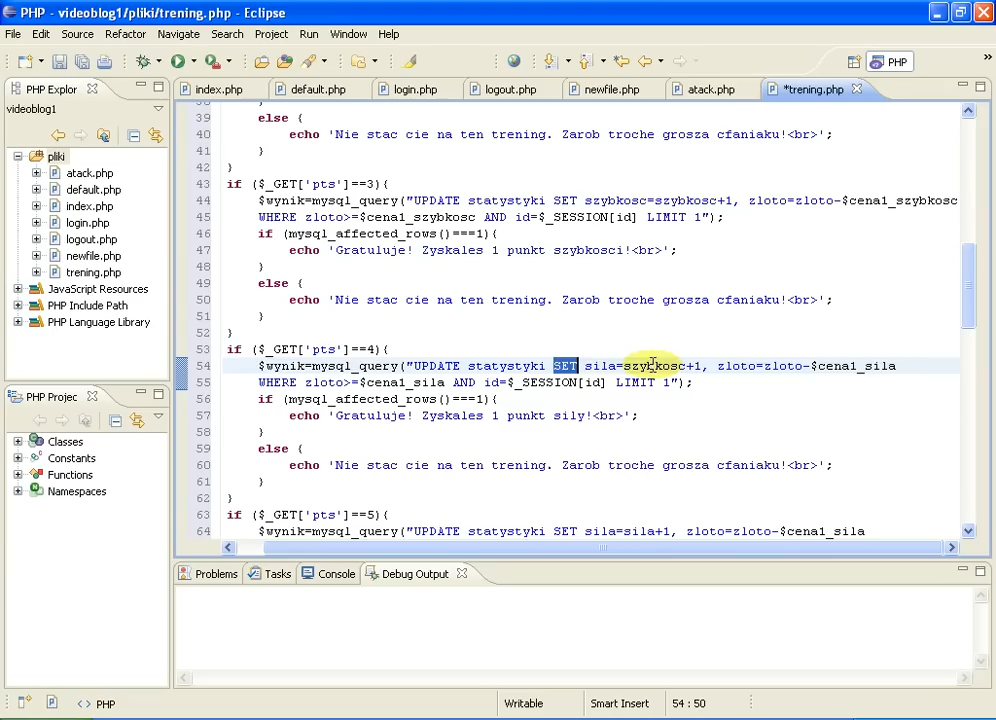 PHP - videoblog1/pliki/trening.php - Eclipse
File Edit Source Refactor Navigate Search Project Run Window Help
PHP
PHP Explor
index.php default.php login.php logout.php newfile.php atack.php *trening.php
videoblog1
pliki
atack.php
default.php
index.php
login.php
logout.php
newfile.php
trening.php
JavaScript Resources
PHP Include Path
PHP Language Library
PHP Projec
Classes
Constants
Functions
Namespaces
38 }
39 else {
40 echo 'Nie stac cie na ten trening. Zarob troche grosza cfaniaku!<br>';
41 }
42 }
43 if ($_GET['pts']==3){
44 $wynik=mysql_query("UPDATE statystyki SET szybkosc=szybkosc+1, zloto=zloto-$cena1_szybkosc
45 WHERE zloto>=$cena1_szybkosc AND id=$_SESSION[id] LIMIT 1");
46 if (mysql_affected_rows()===1){
47 echo 'Gratuluje! Zyskales 1 punkt szybkosci!<br>';
48 }
49 else {
50 echo 'Nie stac cie na ten trening. Zarob troche grosza cfaniaku!<br>';
51 }
52 }
53 if ($_GET['pts']==4){
54 $wynik=mysql_query("UPDATE statystyki SET sila=szybkosc+1, zloto=zloto-$cena1_sila
55 WHERE zloto>=$cena1_sila AND id=$_SESSION[id] LIMIT 1");
56 if (mysql_affected_rows()===1){
57 echo 'Gratuluje! Zyskales 1 punkt sily!<br>';
58 }
59 else {
60 echo 'Nie stac cie na ten trening. Zarob troche grosza cfaniaku!<br>';
61 }
62 }
63 if ($_GET['pts']==5){
64 $wynik=mysql_query("UPDATE statystyki SET sila=sila+1, zloto=zloto-$cena1_sila
Problems Tasks Console Debug Output
PHP
Writable Smart Insert 54 : 50